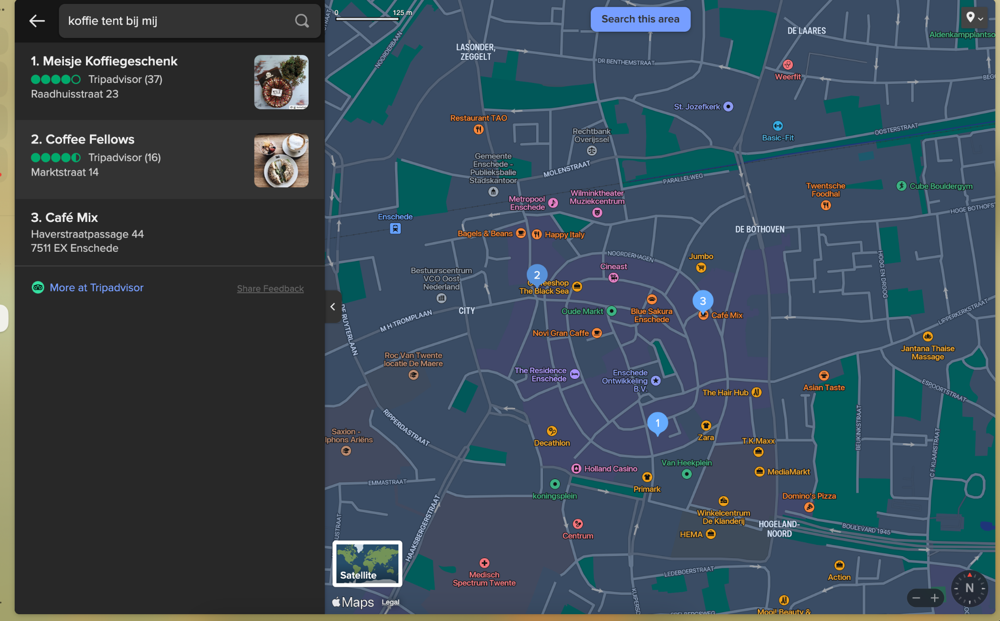 koffie tent bij mij
1. Meisje Koffiegeschenk
Tripadvisor (37)
Raadhuisstraat 23
2. Coffee Fellows
Tripadvisor (16)
Marktstraat 14
3. Café Mix
Haverstraatpassage 44
7511 EX Enschede
More at Tripadvisor
Share Feedback
0
125 m
Search this area
NOORDERBAAN
LASONDER,
ZEGGELT
DR BENTHEMSTRAAT
DE LAARES
Aldenkampplantso
Weerfit
St. Jozefkerk
Restaurant TAO
Rechtbank
Overijssel
Basic-Fit
OOSTERSTRAAT
Gemeente
Enschede -
Publieksbalie
Stadskantoor
MOLENSTRAAT
PARALLELWEG
Metropool
Enschede
Wilminktheater
Muziekcentrum
Twentsche
Foodhal
Cube Bouldergym
Enschede
HOGE BOTHOFST
DE BOTHOVEN
Bagels & Beans
Happy Italy
NOORDERHAGEN
Jumbo
Cineast
HOOG EN DROOG
Bestuurscentrum
VCO Oost
Nederland
2
The Black Sea
CITY
Oude Markt
Blue Sakura
Enschede
3
Café Mix
M H TROMPLAAN
DE RUYTERLAAN
LIPPERKERKSTRAAT
Novi Gran Caffe
Jantana Thaise
Massage
Roc Van Twente
locatie De Maere
The Residence
Enschede
Enschede
Ontwikkeling
B.V.
The Hair Hub
Asian Taste
ESPOORTSTRAAT
BEUKINKSTRAAT
RIPPERDASTRAAT
1
Zara
Saxion -
lphons Ariëns
Decathlon
T.K.Maxx
C F KLAARSTRAAT
Van Heekplein
Holland Casino
MediaMarkt
EMMASTRAAT
Primark
koningsplein
Domino's Pizza
HAAKSBERGERSTRAAT
Winkelcentrum
De Klanderij
HOGELAND-
NOORD
BOULEVARD 1945
Centrum
HEMA
Satellite
Medisch
Spectrum Twente
LEDEBOERSTRAAT
Action
N
KUIPERSD
Maps
Legal
Mooi! Beauty &